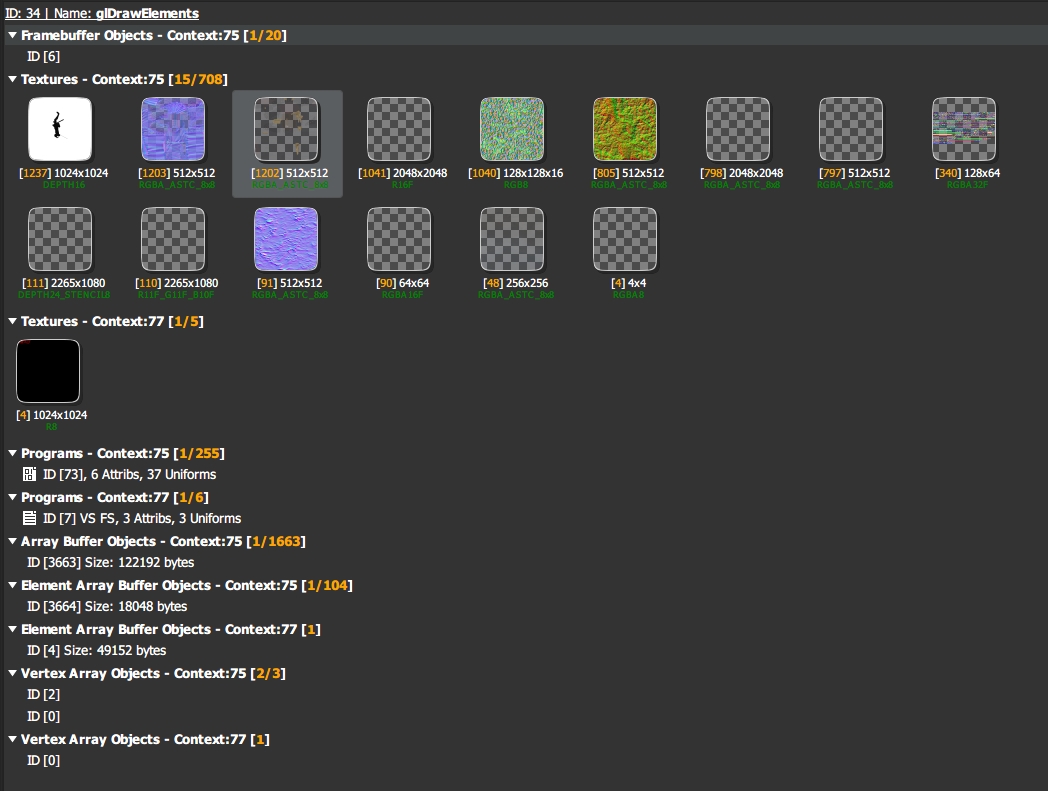 ID: 34 | Name: glDrawElements
Framebuffer Objects - Context:75 [1/20]
ID [6]
Textures - Context:75 [15/708]
[1237] 1024x1024 [1203] 512x512 [1202] 512x512 [1041] 2048x2048 [1040] 128x128x16 [805] 512x512 [798] 2048x2048 [797] 512x512 [340] 128x64
DEPTH16 RGBA_ASTC_8x8 RGBA_ASTC_8x8 R16F RGB8 RGBA_ASTC_8x8 RGBA_ASTC_8x8 RGBA_ASTC_8x8 RGBA32F
[111] 2265x1080 [110] 2265x1080 [91] 512x512 [90] 64x64 [48] 256x256 [4] 4x4
DEPTH24_STENCIL8 R11F_G11F_B10F RGBA_ASTC_8x8 RGBA16F RGBA_ASTC_8x8 RGBA8
Textures - Context:77 [1/5]
[4] 1024x1024
R8
Programs - Context:75 [1/255]
ID [73], 6 Attribs, 37 Uniforms
Programs - Context:77 [1/6]
ID [7] VS FS, 3 Attribs, 3 Uniforms
Array Buffer Objects - Context:75 [1/1663]
ID [3663] Size: 122192 bytes
Element Array Buffer Objects - Context:75 [1/104]
ID [3664] Size: 18048 bytes
Element Array Buffer Objects - Context:77 [1]
ID [4] Size: 49152 bytes
Vertex Array Objects - Context:75 [2/3]
ID [2]
ID [0]
Vertex Array Objects - Context:77 [1]
ID [0]